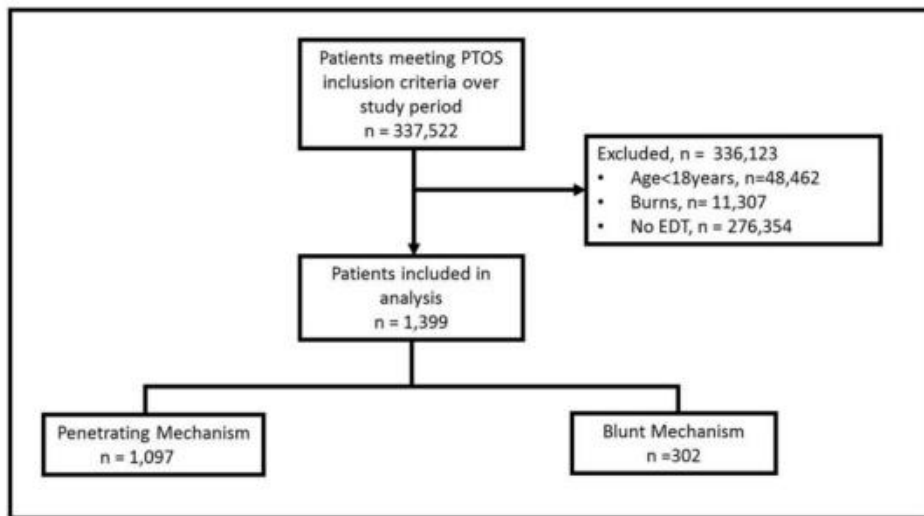 Patients meeting PTOS
inclusion criteria over
study period
n = 337,522
Excluded, n = 336,123
• Age<18years, n=48,462
• Burns, n= 11,307
• No EDT, n = 276,354
Patients included in
analysis
n = 1,399
Penetrating Mechanism
n = 1,097
Blunt Mechanism
n =302